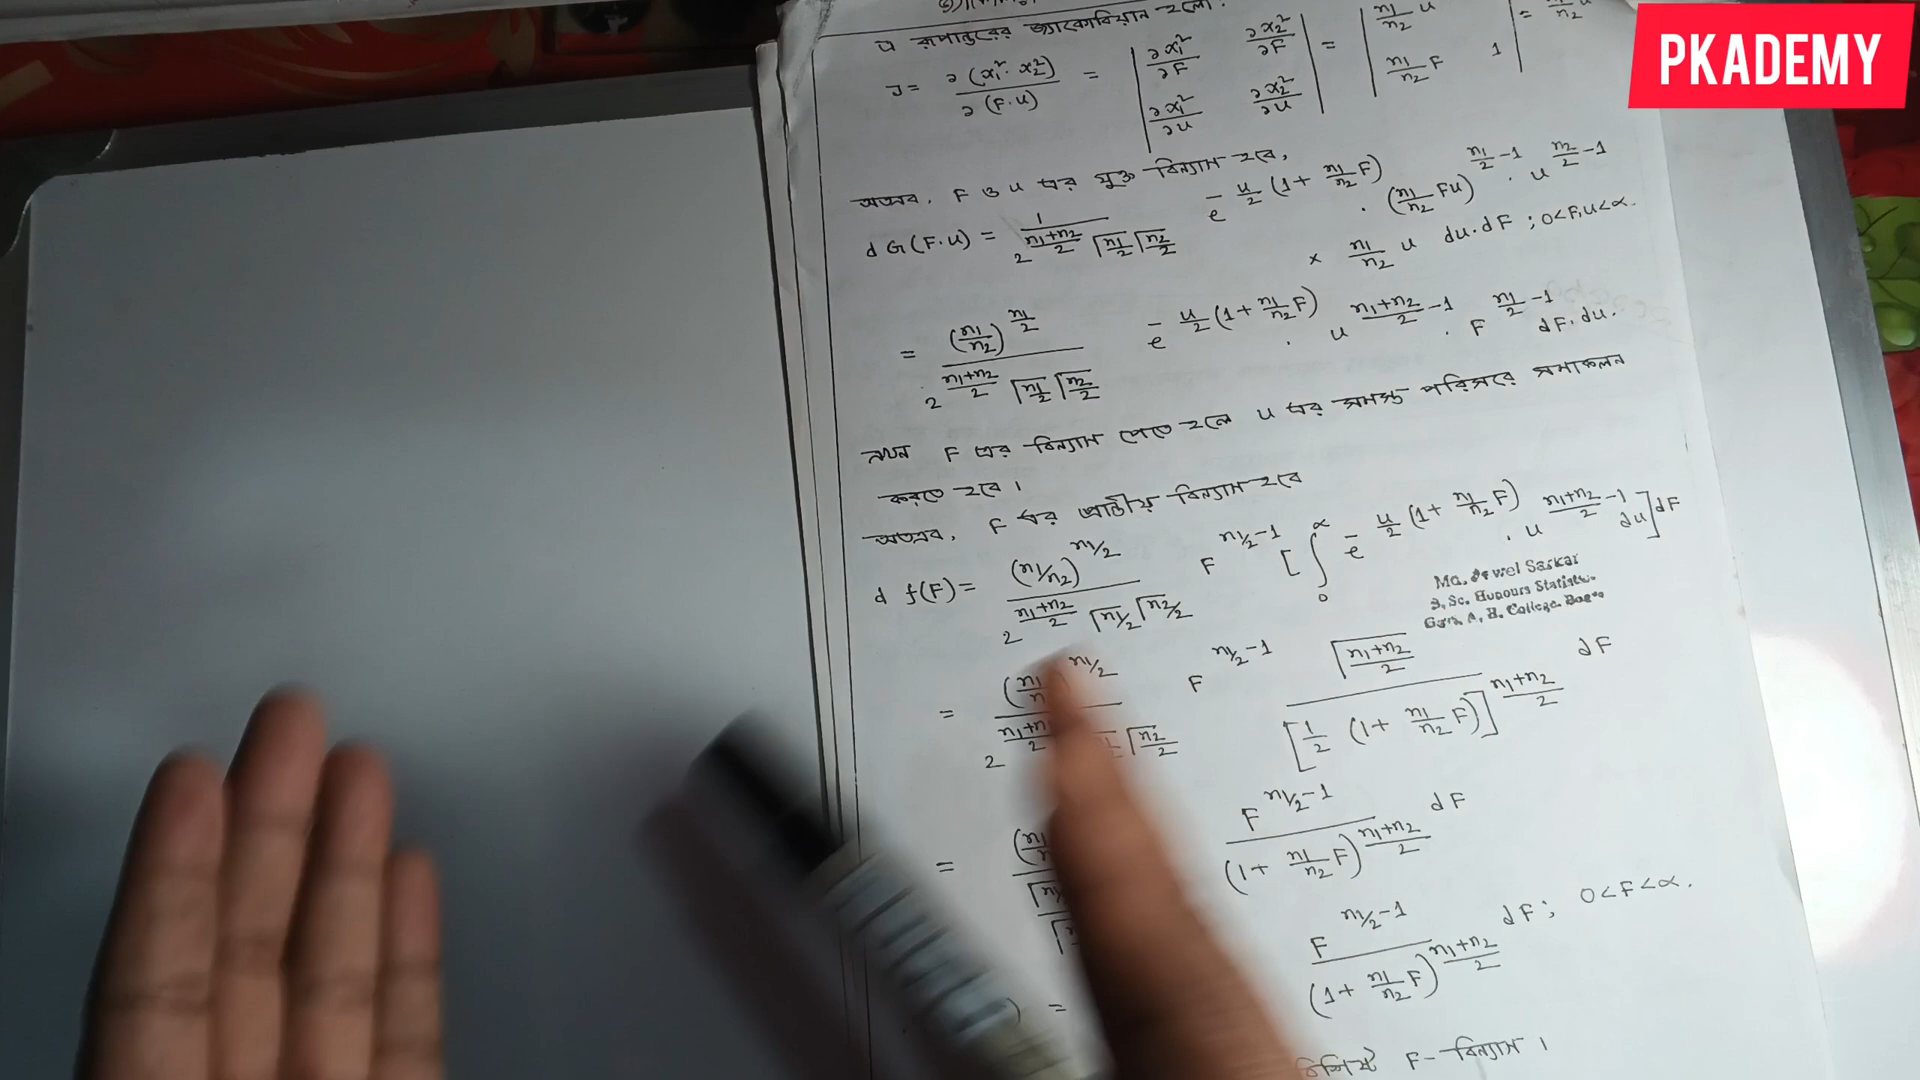 PKADEMY
এ রূপান্তরের জ্যাকোবিয়ান হলো।
J = ∂(x₁²·x₂²)/∂(F·u) = | ∂x₁²/∂F ∂x₂²/∂F ; ∂x₁²/∂u ∂x₂²/∂u | = | n₁/n₂ u ; n₁/n₂ F 1 | = n₁/n₂ u
অতএব, F ও u এর যুক্ত বিন্যাস হবে,
dG(F·u) = 1/(2^((n₁+n₂)/2) Γ(n₁/2) Γ(n₂/2)) e^(-u/2 (1+ n₁/n₂ F)) · (n₁/n₂ Fu)^(n₁/2 -1) · u^(n₂/2 -1)
× n₁/n₂ u du·dF ; 0<F,u<α.
= (n₁/n₂)^(n₁/2)/(2^((n₁+n₂)/2) Γ(n₁/2) Γ(n₂/2)) e^(-u/2 (1+ n₁/n₂ F)) · u^((n₁+n₂)/2 -1) · F^(n₁/2 -1) dF·du.
এখন F এর বিন্যাস পেতে হলে u এর সমস্ত পরিসরে সমাকলন
করতে হবে।
অতএব, F এর প্রান্তীয় বিন্যাস হবে
d f(F) = (n₁/n₂)^(n₁/2)/(2^((n₁+n₂)/2) Γ(n₁/2) Γ(n₂/2)) F^(n₁/2 -1) [∫₀^α e^(-u/2 (1+ n₁/n₂ F)) · u^((n₁+n₂)/2 -1) du] dF
Md. Jewel Sarkar
B. Sc. Honours Statistic
Govt. A. H. College. Bogra
= F^(n₁/2 -1) Γ((n₁+n₂)/2)/[1/2 (1+ n₁/n₂ F)]^((n₁+n₂)/2) dF
= F^(n₁/2 -1)/(1+ n₁/n₂ F)^((n₁+n₂)/2) dF
= F^(n₁/2 -1)/(1+ n₁/n₂ F)^((n₁+n₂)/2) dF ; 0<F<α.
বিশিষ্ট F-বিন্যাস।